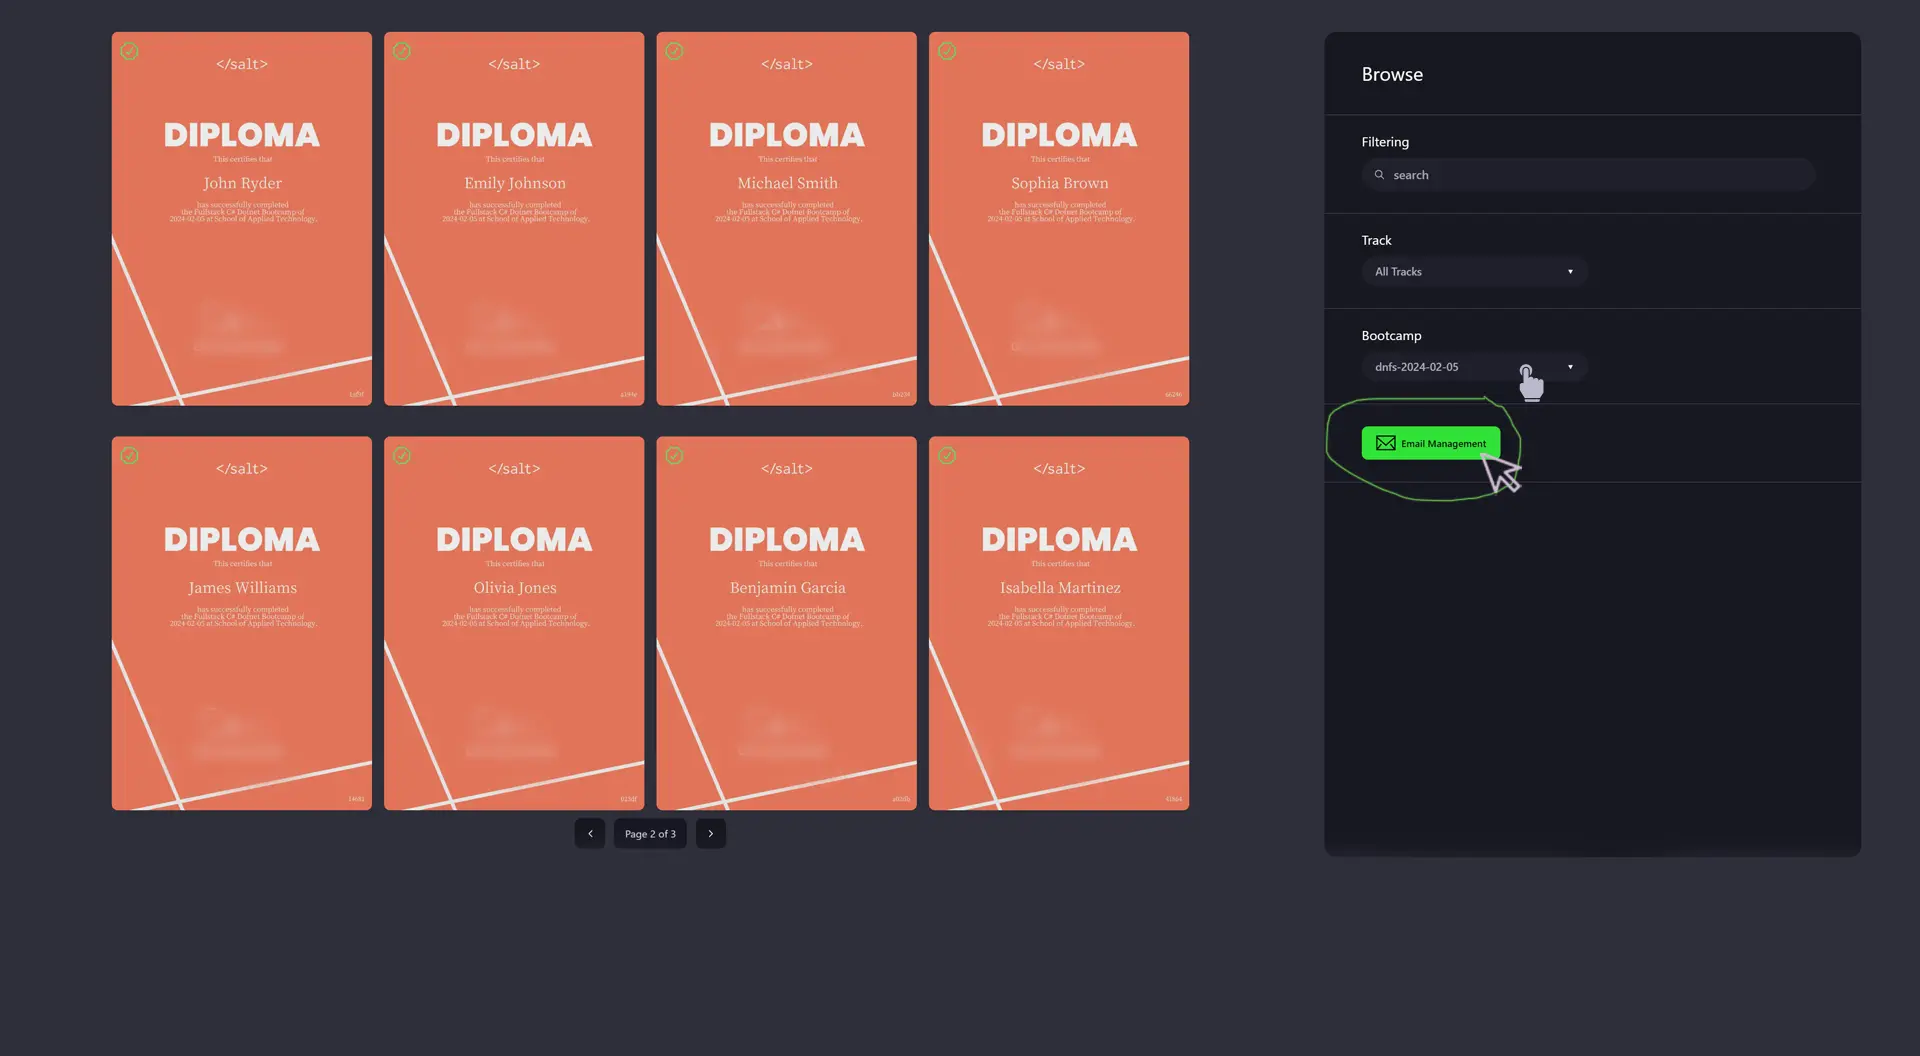 </salt>
DIPLOMA
This certifies that
John Ryder
has successfully completed
the Fullstack C# Dotnet Bootcamp of
2024-02-05 at School of Applied Technology.
</salt>
DIPLOMA
This certifies that
Emily Johnson
has successfully completed
the Fullstack C# Dotnet Bootcamp of
2024-02-05 at School of Applied Technology.
</salt>
DIPLOMA
This certifies that
Michael Smith
has successfully completed
the Fullstack C# Dotnet Bootcamp of
2024-02-05 at School of Applied Technology.
</salt>
DIPLOMA
This certifies that
Sophia Brown
has successfully completed
the Fullstack C# Dotnet Bootcamp of
2024-02-05 at School of Applied Technology.
</salt>
DIPLOMA
This certifies that
James Williams
has successfully completed
the Fullstack C# Dotnet Bootcamp of
2024-02-05 at School of Applied Technology.
</salt>
DIPLOMA
This certifies that
Olivia Jones
has successfully completed
the Fullstack C# Dotnet Bootcamp of
2024-02-05 at School of Applied Technology.
</salt>
DIPLOMA
This certifies that
Benjamin Garcia
has successfully completed
the Fullstack C# Dotnet Bootcamp of
2024-02-05 at School of Applied Technology.
</salt>
DIPLOMA
This certifies that
Isabella Martinez
has successfully completed
the Fullstack C# Dotnet Bootcamp of
2024-02-05 at School of Applied Technology.
Page 2 of 3
Browse
Filtering
search
Track
All Tracks
Bootcamp
dnfs-2024-02-05
Email Management